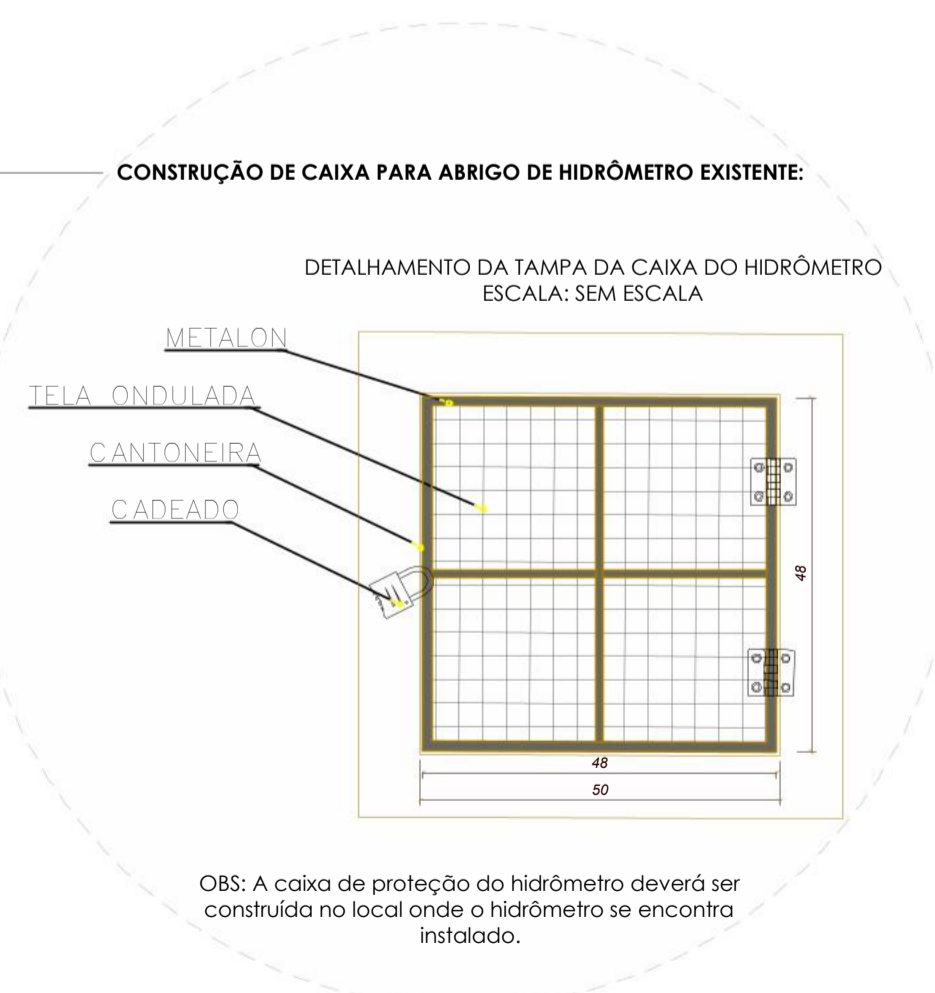 CONSTRUÇÃO DE CAIXA PARA ABRIGO DE HIDRÔMETRO EXISTENTE:
DETALHAMENTO DA TAMPA DA CAIXA DO HIDRÔMETRO
ESCALA: SEM ESCALA
METALON
TELA ONDULADA
CANTONEIRA
CADEADO
48
48
50
OBS: A caixa de proteção do hidrômetro deverá ser
construída no local onde o hidrômetro se encontra
instalado.